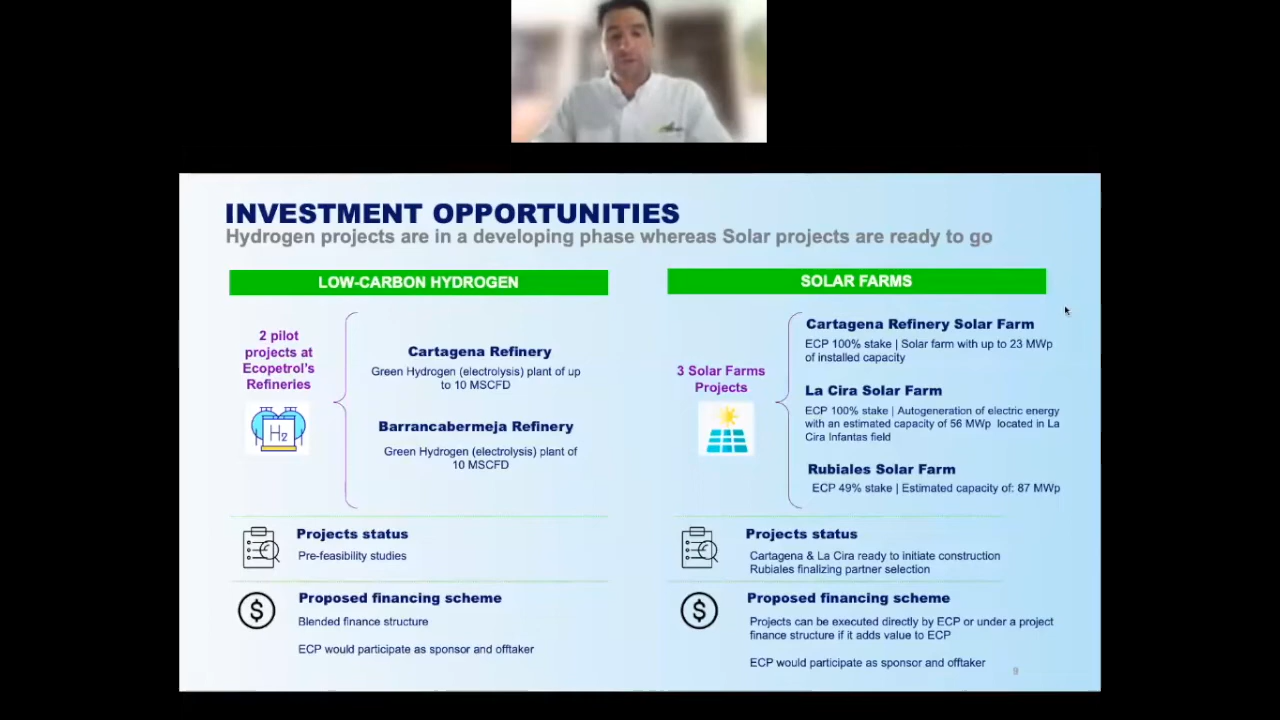 INVESTMENT OPPORTUNITIES
Hydrogen projects are in a developing phase whereas Solar projects are ready to go
LOW-CARBON HYDROGEN
2 pilot
projects at
Ecopetrol's
Refineries
H2
Cartagena Refinery
Green Hydrogen (electrolysis) plant of up
to 10 MSCFD
Barrancabermeja Refinery
Green Hydrogen (electrolysis) plant of
10 MSCFD
Projects status
Pre-feasibility studies
$
Proposed financing scheme
Blended finance structure
ECP would participate as sponsor and offtaker
SOLAR FARMS
3 Solar Farms
Projects
Cartagena Refinery Solar Farm
ECP 100% stake | Solar farm with up to 23 MWp
of installed capacity
La Cira Solar Farm
ECP 100% stake | Autogeneration of electric energy
with an estimated capacity of 56 MWp located in La
Cira Infantas field
Rubiales Solar Farm
ECP 49% stake | Estimated capacity of: 87 MWp
Projects status
Cartagena & La Cira ready to initiate construction
Rubiales finalizing partner selection
$
Proposed financing scheme
Projects can be executed directly by ECP or under a project
finance structure if it adds value to ECP
ECP would participate as sponsor and offtaker
9